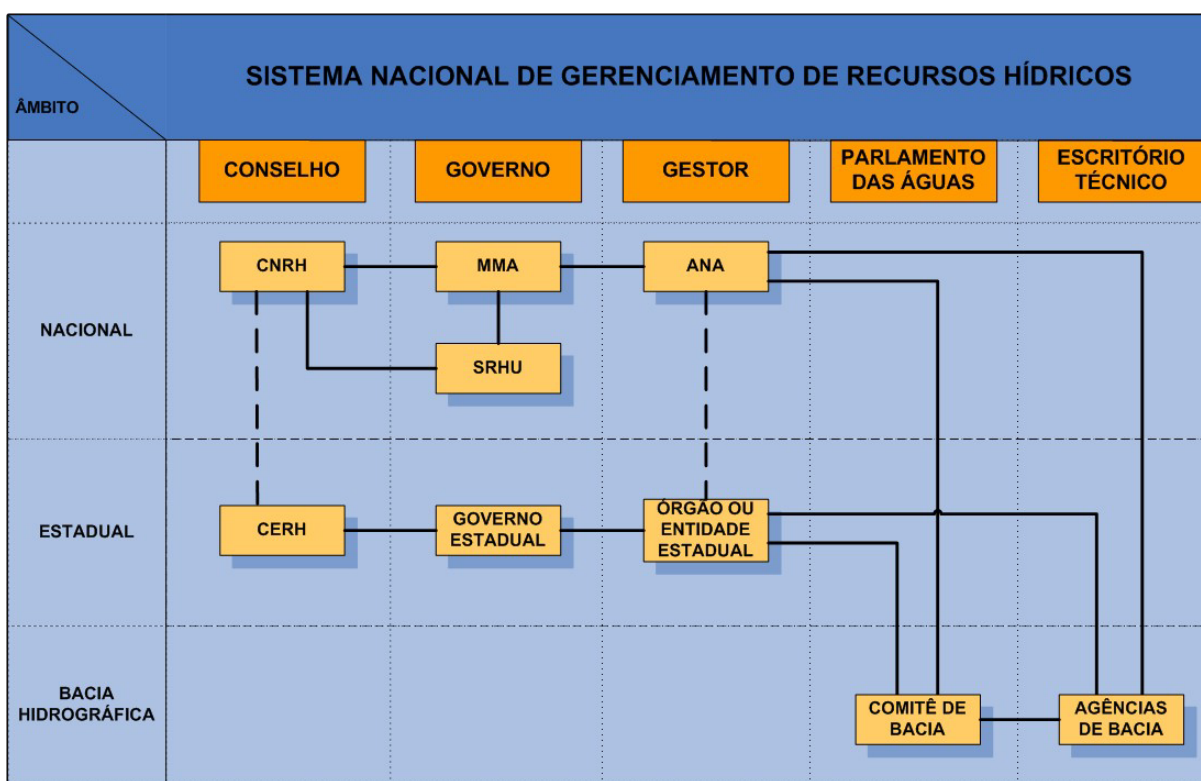 SISTEMA NACIONAL DE GERENCIAMENTO DE RECURSOS HÍDRICOS
ÂMBITO
CONSELHO
GOVERNO
GESTOR
PARLAMENTO
DAS ÁGUAS
ESCRITÓRIO
TÉCNICO
NACIONAL
CNRH
MMA
ANA
SRHU
ESTADUAL
CERH
GOVERNO
ESTADUAL
ÓRGÃO OU
ENTIDADE
ESTADUAL
BACIA
HIDROGRÁFICA
COMITÊ DE
BACIA
AGÊNCIAS
DE BACIA